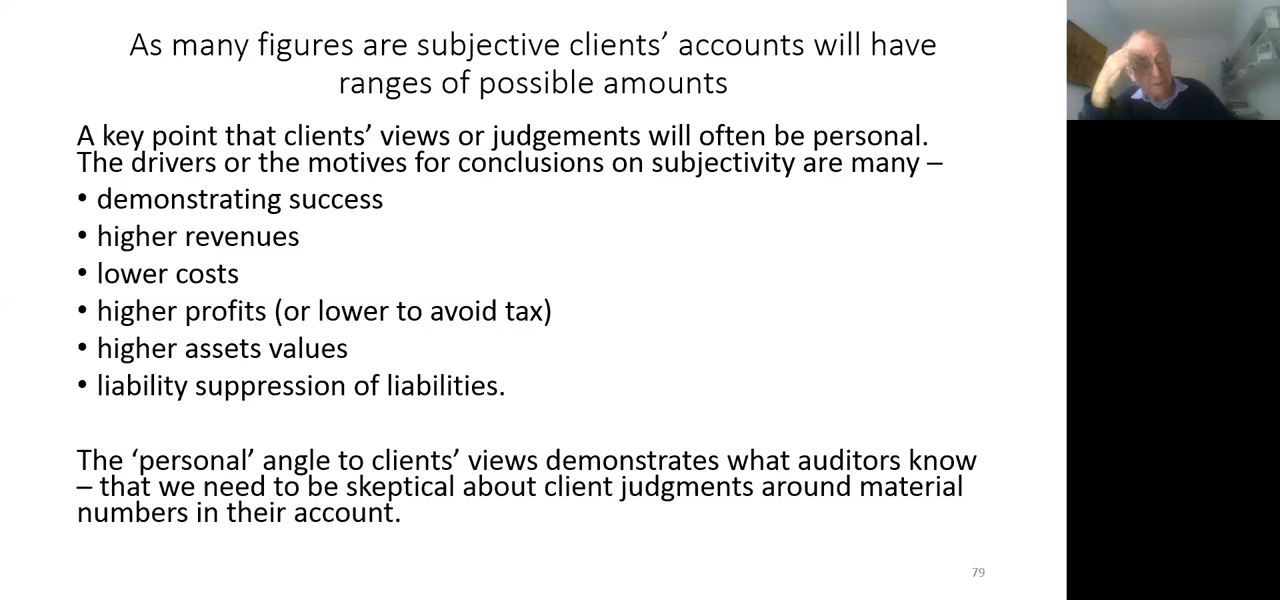 As many figures are subjective clients’ accounts will have
ranges of possible amounts
A key point that clients’ views or judgements will often be personal.
The drivers or the motives for conclusions on subjectivity are many –
• demonstrating success
• higher revenues
• lower costs
• higher profits (or lower to avoid tax)
• higher assets values
• liability suppression of liabilities.
The ‘personal’ angle to clients’ views demonstrates what auditors know
– that we need to be skeptical about client judgments around material
numbers in their account.
79